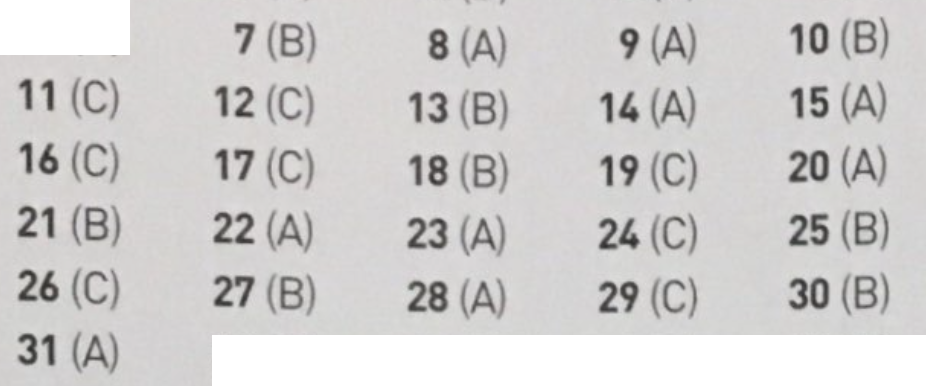 7 (B) 8 (A) 9 (A) 10 (B)
11 (C) 12 (C) 13 (B) 14 (A) 15 (A)
16 (C) 17 (C) 18 (B) 19 (C) 20 (A)
21 (B) 22 (A) 23 (A) 24 (C) 25 (B)
26 (C) 27 (B) 28 (A) 29 (C) 30 (B)
31 (A)